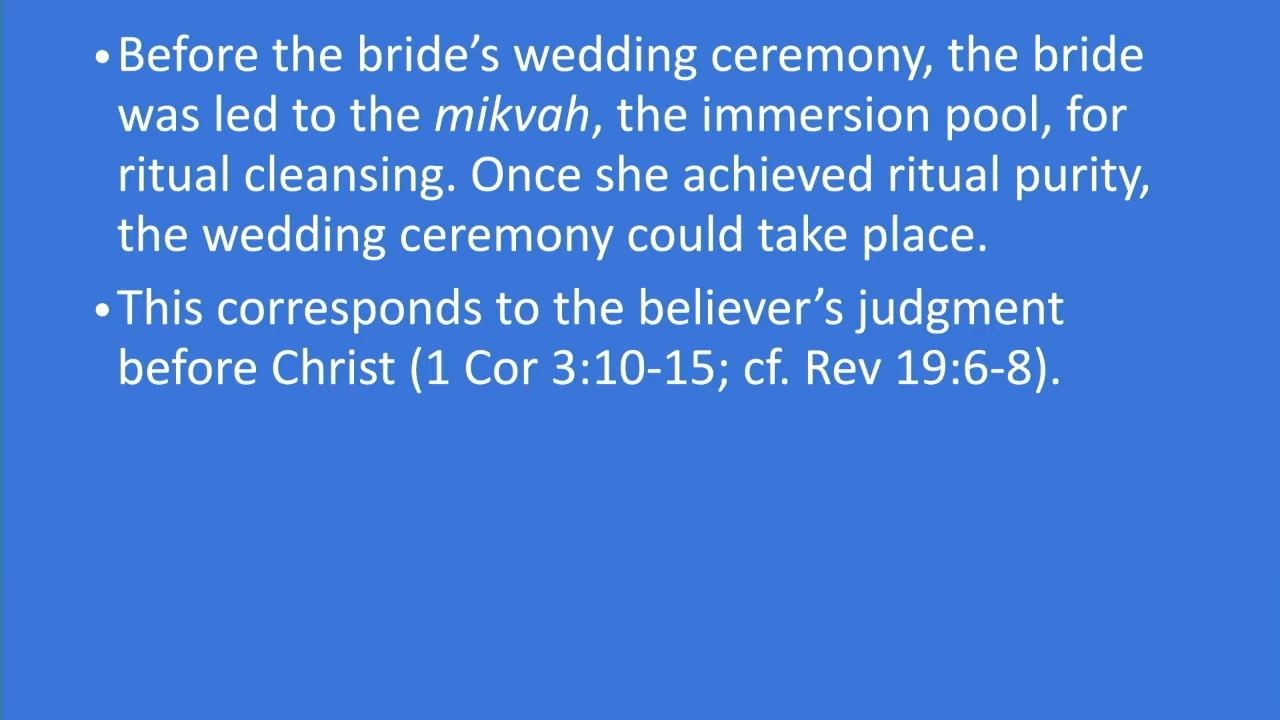 •Before the bride’s wedding ceremony, the bride
was led to the mikvah, the immersion pool, for
ritual cleansing. Once she achieved ritual purity,
the wedding ceremony could take place.
•This corresponds to the believer’s judgment
before Christ (1 Cor 3:10-15; cf. Rev 19:6-8).